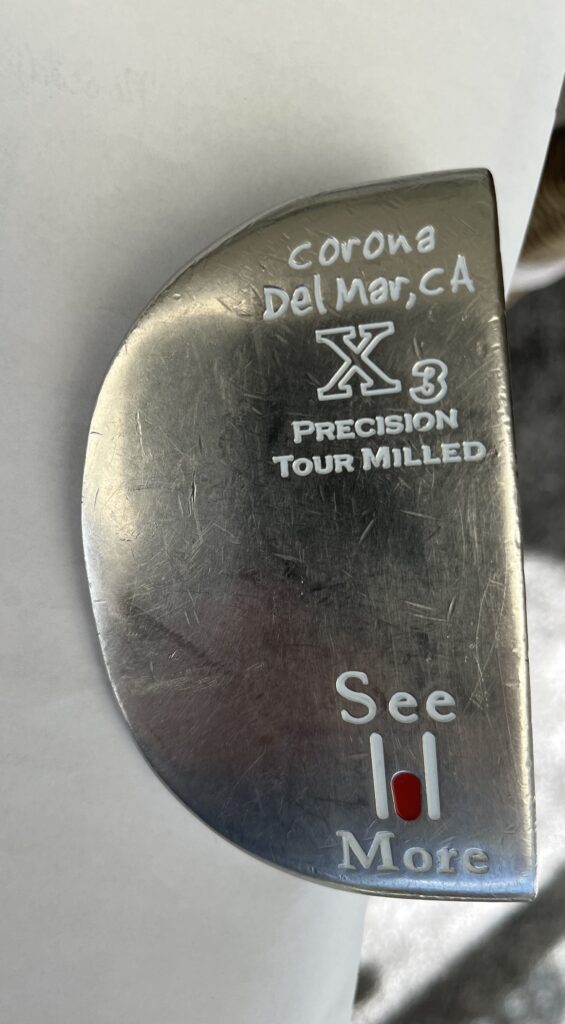 corona
Del Mar, CA
X3
PRECISION
TOUR MILLED
See
More